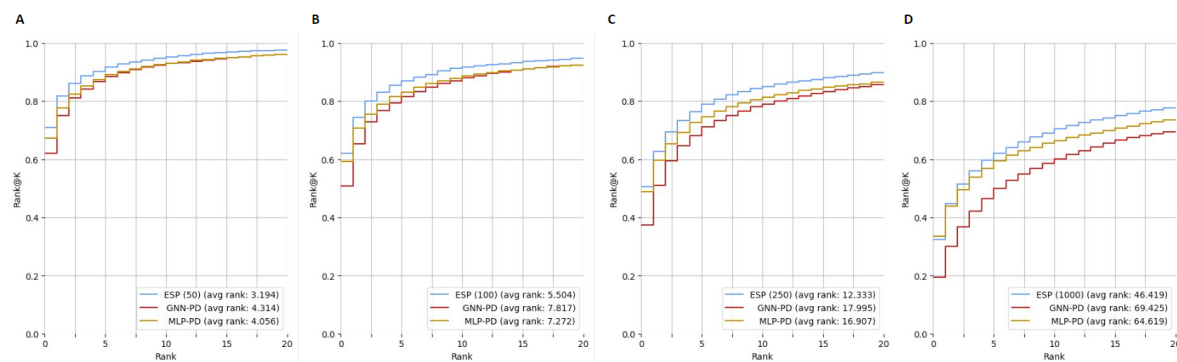 A
B
C
D
1.0
0.8
0.6
0.4
0.2
0.0
Rank@K
0
5
10
15
20
Rank
ESP (50) (avg rank: 3.194)
GNN-PD (avg rank: 4.314)
MLP-PD (avg rank: 4.056)
1.0
0.8
0.6
0.4
0.2
0.0
Rank@K
0
5
10
15
20
Rank
ESP (100) (avg rank: 5.504)
GNN-PD (avg rank: 7.817)
MLP-PD (avg rank: 7.272)
1.0
0.8
0.6
0.4
0.2
0.0
Rank@K
0
5
10
15
20
Rank
ESP (250) (avg rank: 12.333)
GNN-PD (avg rank: 17.995)
MLP-PD (avg rank: 16.907)
1.0
0.8
0.6
0.4
0.2
0.0
Rank@K
0
5
10
15
20
Rank
ESP (1000) (avg rank: 46.419)
GNN-PD (avg rank: 69.425)
MLP-PD (avg rank: 64.619)